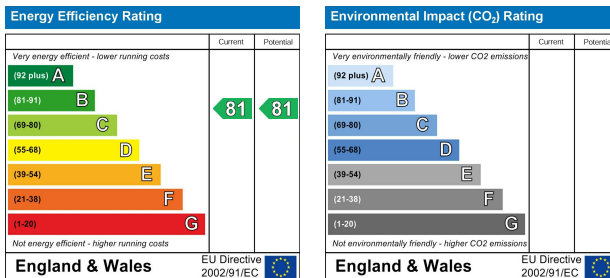 Energy Efficiency Rating
Current Potential
Very energy efficient - lower running costs
(92 plus) A
(81-91) B
81 81
(69-80) C
(55-68) D
(39-54) E
(21-38) F
(1-20) G
Not energy efficient - higher running costs
England & Wales
EU Directive
2002/91/EC
Environmental Impact (CO₂) Rating
Current Potential
Very environmentally friendly - lower CO2 emissions
(92 plus) A
(81-91) B
(69-80) C
(55-68) D
(39-54) E
(21-38) F
(1-20) G
Not environmentally friendly - higher CO2 emissions
England & Wales
EU Directive
2002/91/EC